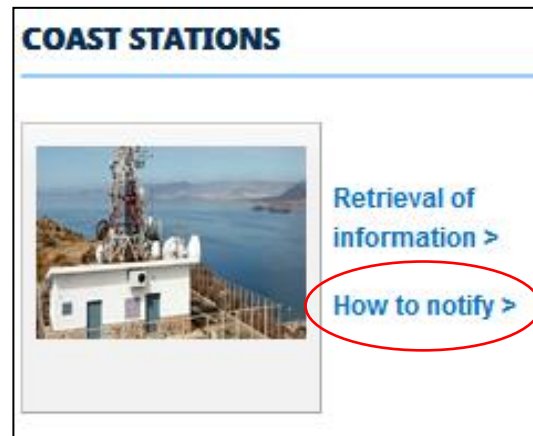 COAST STATIONS
Retrieval of
information >
How to notify >